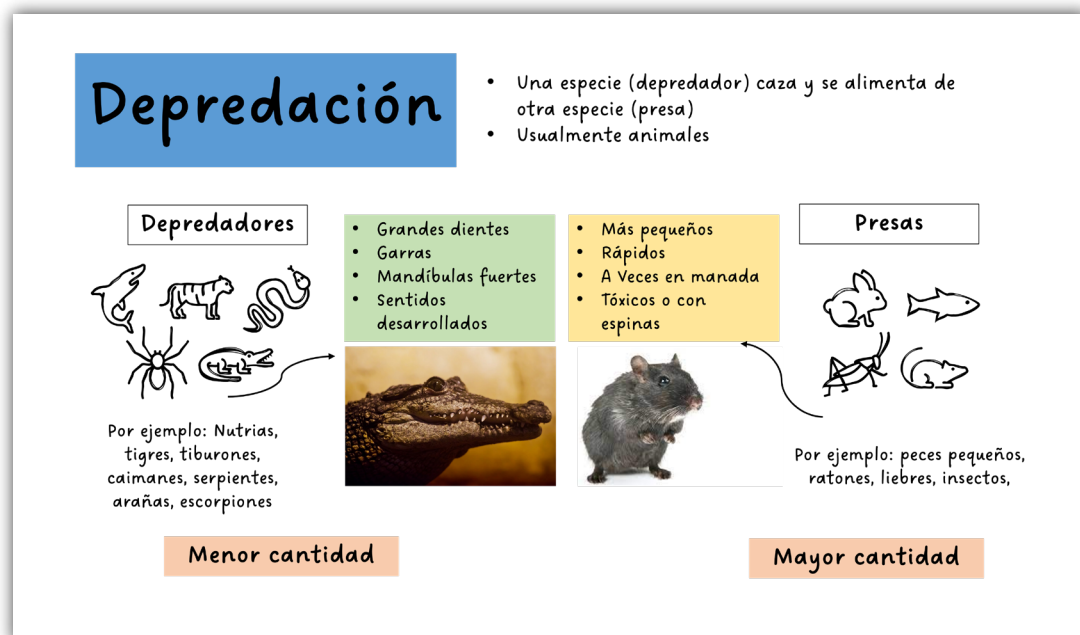 Depredación
• Una especie (depredador) caza y se alimenta de
otra especie (presa)
• Usualmente animales
Depredadores
• Grandes dientes
• Garras
• Mandíbulas fuertes
• Sentidos
desarrollados
• Más pequeños
• Rápidos
• A Veces en manada
• Tóxicos o con
espinas
Presas
Por ejemplo: Nutrias,
tigres, tiburones,
caimanes, serpientes,
arañas, escorpiones
Por ejemplo: peces pequeños,
ratones, liebres, insectos,
Menor cantidad
Mayor cantidad